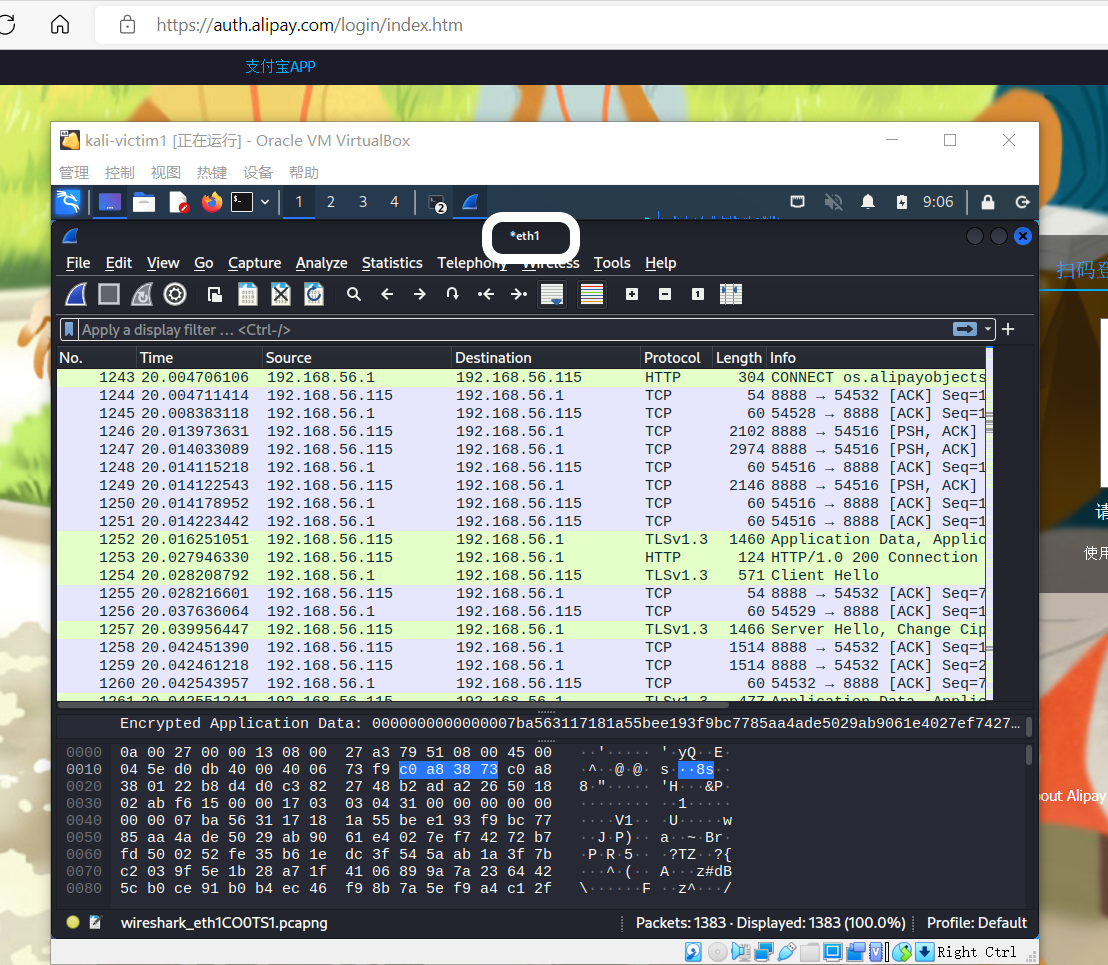 https://auth.alipay.com/login/index.htm
支付宝APP
kali-victim1 [正在运行] - Oracle VM VirtualBox
管理 控制 视图 热键 设备 帮助
1 2 3 4 2 9:06
*eth1
File Edit View Go Capture Analyze Statistics Telephony Wireless Tools Help
扫码登
Apply a display filter … <Ctrl-/>
No. Time Source Destination Protocol Length Info
1243 20.004706106 192.168.56.1 192.168.56.115 HTTP 304 CONNECT os.alipayobjects
1244 20.004711414 192.168.56.115 192.168.56.1 TCP 54 8888 → 54532 [ACK] Seq=1
1245 20.008383118 192.168.56.1 192.168.56.115 TCP 60 54528 → 8888 [ACK] Seq=1
1246 20.013973631 192.168.56.115 192.168.56.1 TCP 2102 8888 → 54516 [PSH, ACK]
1247 20.014033089 192.168.56.115 192.168.56.1 TCP 2974 8888 → 54516 [PSH, ACK]
1248 20.014115218 192.168.56.1 192.168.56.115 TCP 60 54516 → 8888 [ACK] Seq=1
1249 20.014122543 192.168.56.115 192.168.56.1 TCP 2146 8888 → 54516 [PSH, ACK]
1250 20.014178952 192.168.56.1 192.168.56.115 TCP 60 54516 → 8888 [ACK] Seq=1
1251 20.014223442 192.168.56.1 192.168.56.115 TCP 60 54516 → 8888 [ACK] Seq=1
请
1252 20.016251051 192.168.56.115 192.168.56.1 TLSv1.3 1460 Application Data, Applic
1253 20.027946330 192.168.56.115 192.168.56.1 HTTP 124 HTTP/1.0 200 Connection
使用
1254 20.028208792 192.168.56.1 192.168.56.115 TLSv1.3 571 Client Hello
1255 20.028216601 192.168.56.115 192.168.56.1 TCP 54 8888 → 54532 [ACK] Seq=7
1256 20.037636064 192.168.56.1 192.168.56.115 TCP 60 54529 → 8888 [ACK] Seq=1
1257 20.039956447 192.168.56.115 192.168.56.1 TLSv1.3 1466 Server Hello, Change Cip
1258 20.042451390 192.168.56.115 192.168.56.1 TCP 1514 8888 → 54532 [ACK] Seq=1
1259 20.042461218 192.168.56.115 192.168.56.1 TCP 1514 8888 → 54532 [ACK] Seq=2
1260 20.042543957 192.168.56.1 192.168.56.115 TCP 60 54532 → 8888 [ACK] Seq=7
1261 20.042551241 192.168.56.115 192.168.56.1 TLSv1.3 477 Application Data, Applic
Encrypted Application Data: 0000000000000007ba563117181a55bee193f9bc7785aa4ade5029ab9061e4027ef7427…
0000 0a 00 27 00 00 13 08 00 27 a3 79 51 08 00 45 00 ··'····· '·yQ··E·
0010 04 5e d0 db 40 00 40 06 73 f9 c0 a8 38 73 c0 a8 ·^··@·@· s···8s··
0020 38 01 22 b8 d4 d0 c3 82 27 48 b2 ad a2 26 50 18 8·"····· 'H···&P·
0030 02 ab f6 15 00 00 17 03 03 04 31 00 00 00 00 00 ········ ··1·····
0040 00 00 07 ba 56 31 17 18 1a 55 be e1 93 f9 bc 77 ····V1·· ·U·····w
0050 85 aa 4a de 50 29 ab 90 61 e4 02 7e f7 42 72 b7 ··J·P)·· a··~·Br·
out Alipay
0060 fd 50 02 52 fe 35 b6 1e dc 3f 54 5a ab 1a 3f 7b ·P·R·5·· ·?TZ··?{
0070 c2 03 9f 5e 1b 28 a7 1f 41 06 89 9a 7a 23 64 42 ···^·(·· A···z#dB
0080 5c b0 ce 91 b0 b4 ec 46 f9 8b 7a 5e f9 a4 c1 2f \······F ··z^···/
wireshark_eth1CO0TS1.pcapng Packets: 1383 · Displayed: 1383 (100.0%) Profile: Default
Right Ctrl